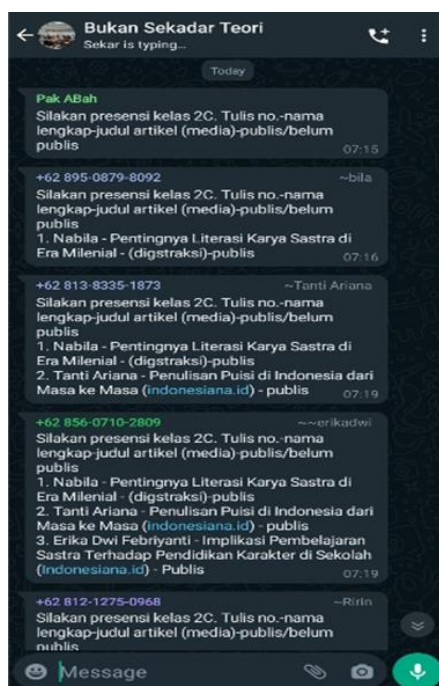 Bukan Sekadar Teori
Sekar is typing...
Today
Pak ABah
Silakan presensi kelas 2C. Tulis no.-nama
lengkap-judul artikel (media)-publis/belum
publis
07:15
+62 895-0879-8092 ~bila
Silakan presensi kelas 2C. Tulis no.-nama
lengkap-judul artikel (media)-publis/belum
publis
1. Nabila - Pentingnya Literasi Karya Sastra di
Era Milenial - (digstraksi)-publis
07:16
+62 813-8335-1873 ~Tanti Ariana
Silakan presensi kelas 2C. Tulis no.-nama
lengkap-judul artikel (media)-publis/belum
publis
1. Nabila - Pentingnya Literasi Karya Sastra di
Era Milenial - (digstraksi)-publis
2. Tanti Ariana - Penulisan Puisi di Indonesia dari
Masa ke Masa (indonesiana.id) - publis
07:19
+62 856-0710-2809 ~~erikadwi
Silakan presensi kelas 2C. Tulis no.-nama
lengkap-judul artikel (media)-publis/belum
publis
1. Nabila - Pentingnya Literasi Karya Sastra di
Era Milenial - (digstraksi)-publis
2. Tanti Ariana - Penulisan Puisi di Indonesia dari
Masa ke Masa (indonesiana.id) - publis
3. Erika Dwi Febriyanti - Implikasi Pembelajaran
Sastra Terhadap Pendidikan Karakter di Sekolah
(Indonesiana.id) - Publis
07:19
+62 812-1275-0968 ~Ririn
Silakan presensi kelas 2C. Tulis no.-nama
lengkap-judul artikel (media)-publis/belum
publis
Message